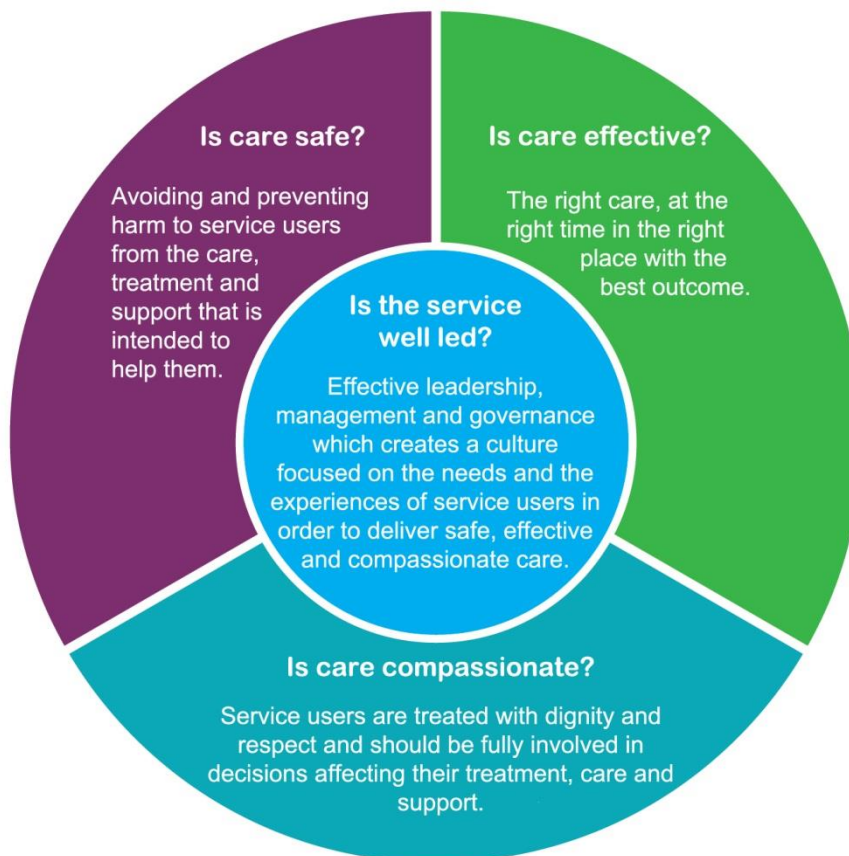 Is care safe?
Avoiding and preventing
harm to service users
from the care,
treatment and
support that is
intended to
help them.
Is care effective?
The right care, at the
right time in the right
place with the
best outcome.
Is the service
well led?
Effective leadership,
management and governance
which creates a culture
focused on the needs and the
experiences of service users in
order to deliver safe, effective
and compassionate care.
Is care compassionate?
Service users are treated with dignity and
respect and should be fully involved in
decisions affecting their treatment, care and
support.